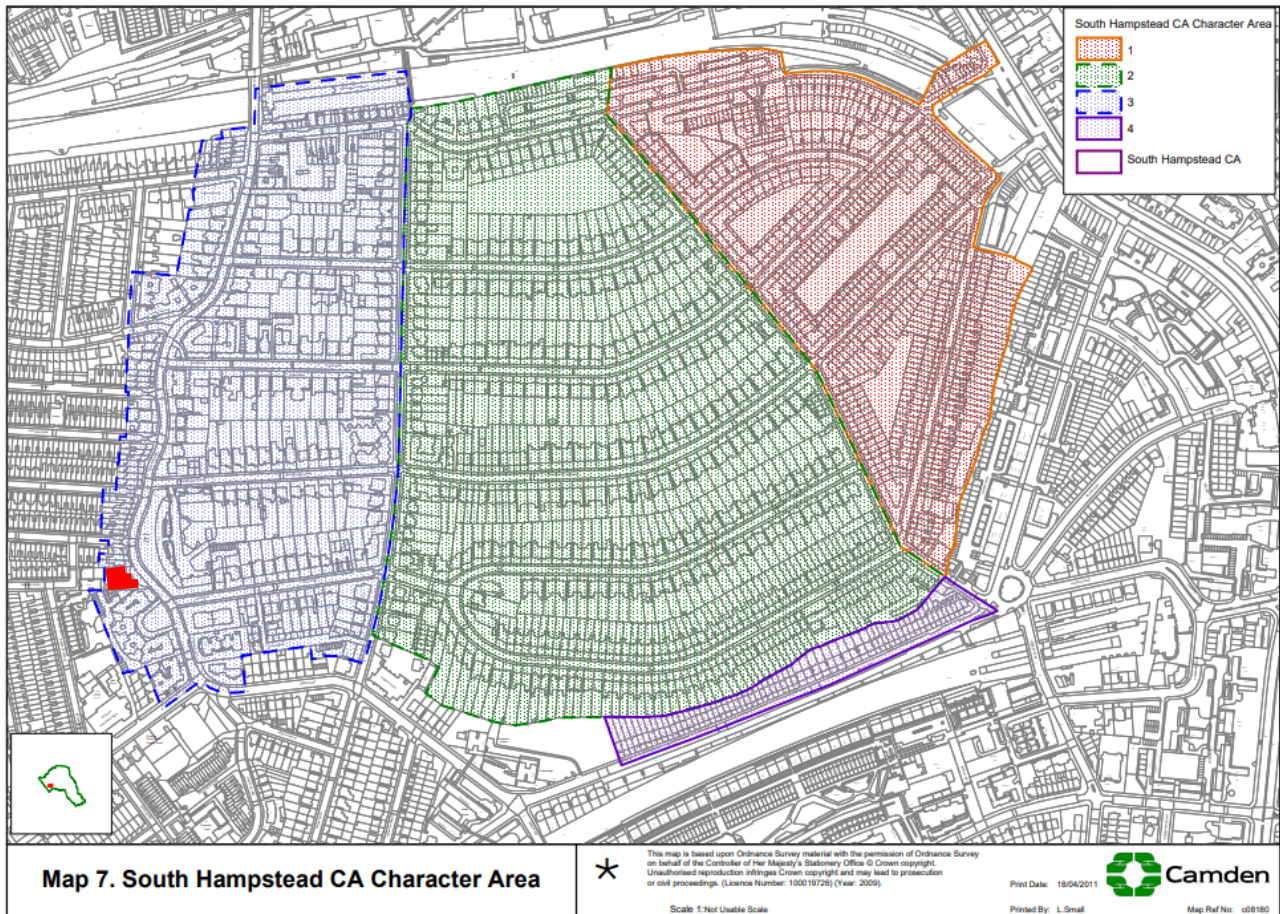 South Hampstead CA Character Area
1
2
3
4
South Hampstead CA
Map 7. South Hampstead CA Character Area
*
This map is based upon Ordnance Survey material with the permission of Ordnance Survey
on behalf of the Controller of Her Majesty's Stationery Office © Crown copyright.
Unauthorised reproduction infringes Crown copyright and may lead to prosecution
or civil proceedings. (Licence Number: 100019726) (Year: 2009).
Scale 1:Not Usable Scale
Print Date: 18/04/2011
Printed By: L.Small
Camden
Map Ref No: c08180